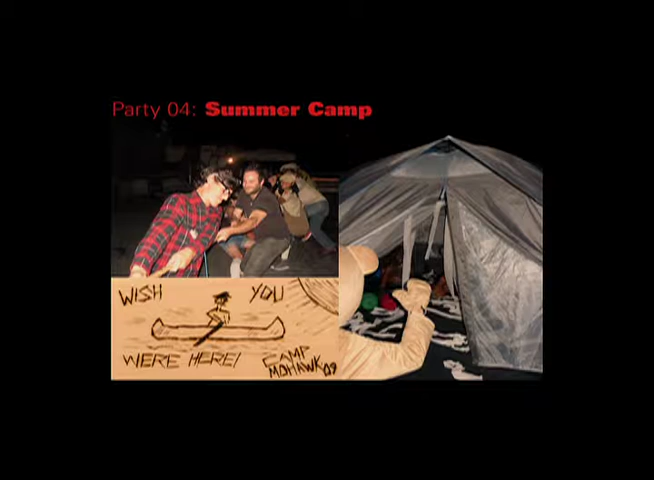 Party 04: Summer Camp
WISH YOU
WERE HERE!
CAMP
MOHAWK 09